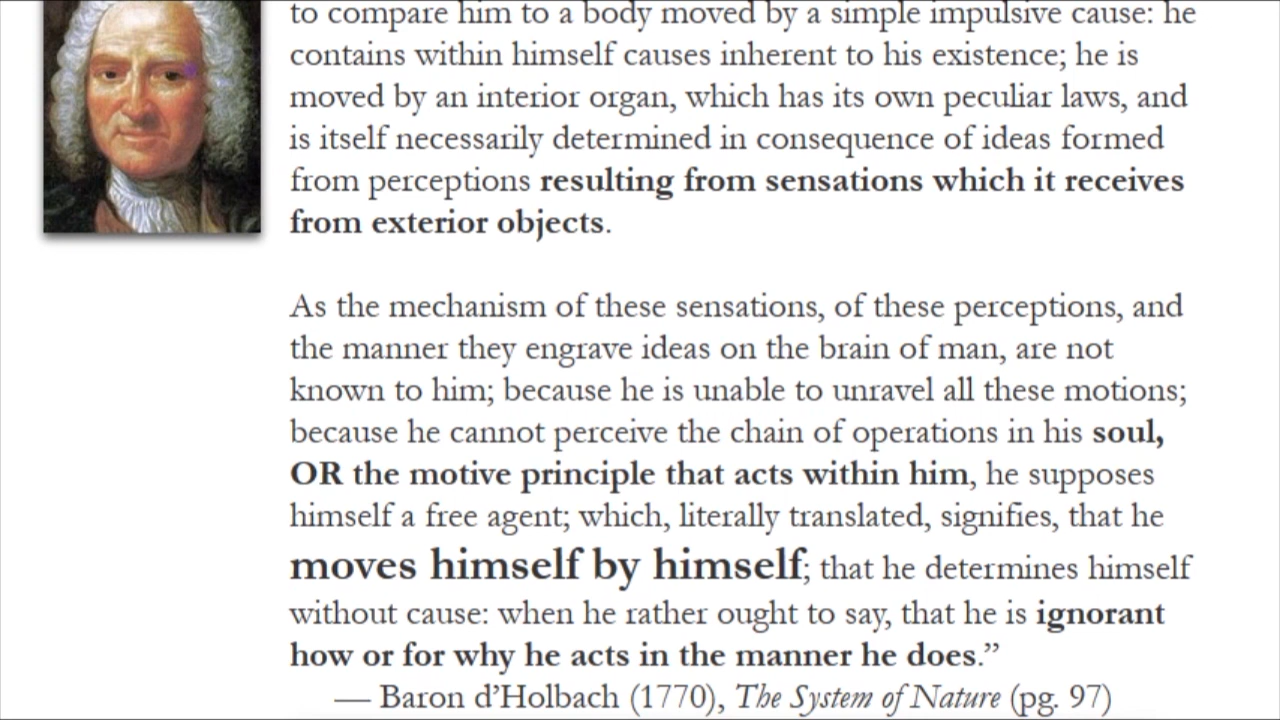 to compare him to a body moved by a simple impulsive cause: he
contains within himself causes inherent to his existence; he is
moved by an interior organ, which has its own peculiar laws, and
is itself necessarily determined in consequence of ideas formed
from perceptions resulting from sensations which it receives
from exterior objects.
As the mechanism of these sensations, of these perceptions, and
the manner they engrave ideas on the brain of man, are not
known to him; because he is unable to unravel all these motions;
because he cannot perceive the chain of operations in his soul,
OR the motive principle that acts within him, he supposes
himself a free agent; which, literally translated, signifies, that he
moves himself by himself; that he determines himself
without cause: when he rather ought to say, that he is ignorant
how or for why he acts in the manner he does.”
— Baron d’Holbach (1770), The System of Nature (pg. 97)